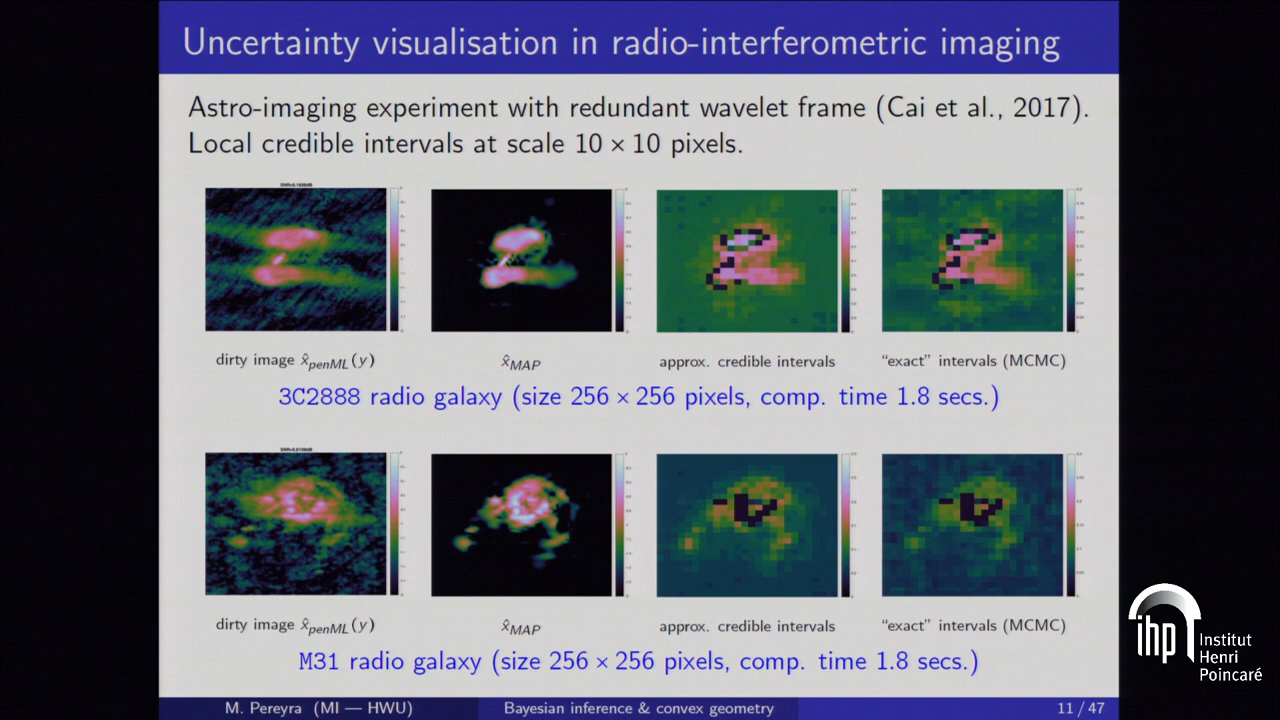 Uncertainty visualisation in radio-interferometric imaging
Astro-imaging experiment with redundant wavelet frame (Cai et al., 2017).
Local credible intervals at scale 10 × 10 pixels.
dirty image x̂penML(y)
x̂MAP
approx. credible intervals
“exact” intervals (MCMC)
3C2888 radio galaxy (size 256 × 256 pixels, comp. time 1.8 secs.)
dirty image x̂penML(y)
x̂MAP
approx. credible intervals
“exact” intervals (MCMC)
M31 radio galaxy (size 256 × 256 pixels, comp. time 1.8 secs.)
M. Pereyra (MI — HWU)
Bayesian inference & convex geometry
11 / 47
ihp
Institut
Henri
Poincaré